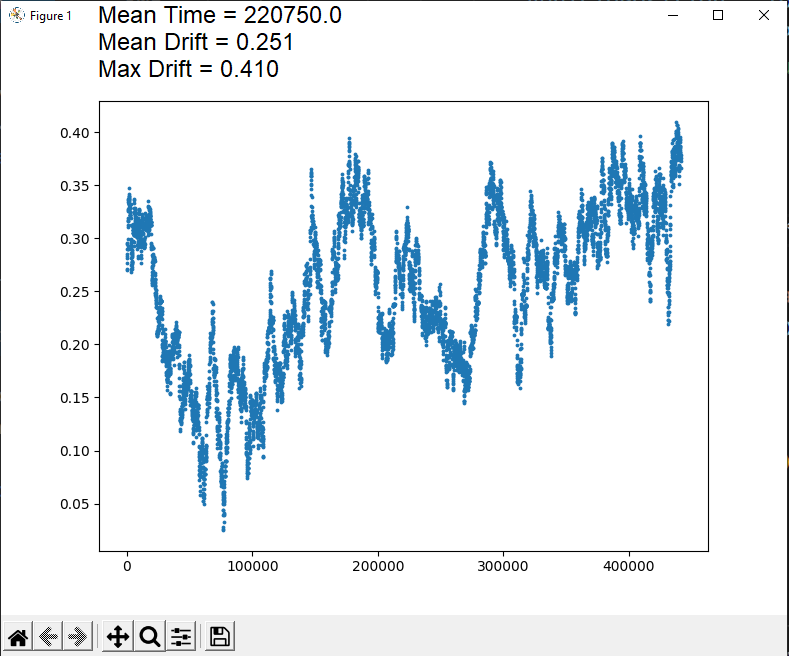 Figure 1
Mean Time = 220750.0
Mean Drift = 0.251
Max Drift = 0.410
0.40
0.35
0.30
0.25
0.20
0.15
0.10
0.05
0 100000 200000 300000 400000